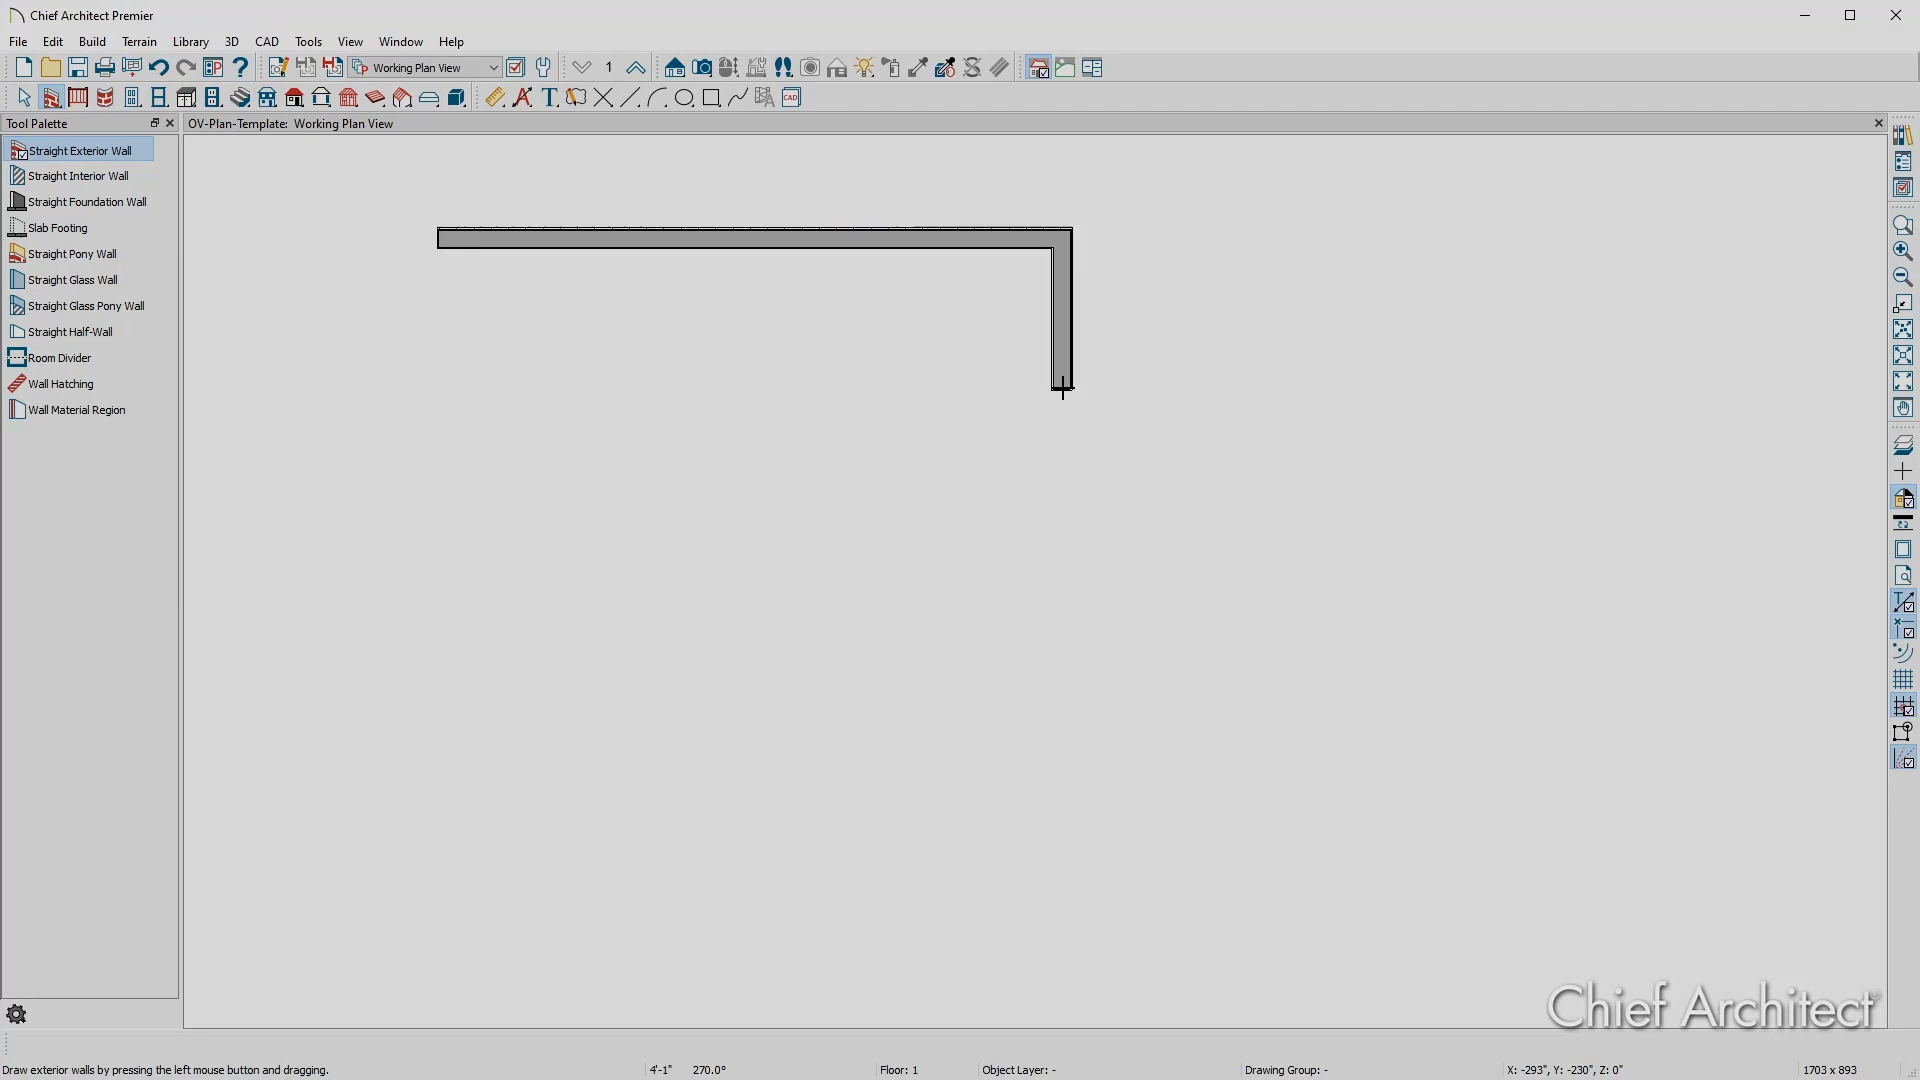 Chief Architect Premier
File Edit Build Terrain Library 3D CAD Tools View Window Help
Working Plan View 1
CAD
Tool Palette
OV-Plan-Template: Working Plan View
Straight Exterior Wall
Straight Interior Wall
Straight Foundation Wall
Slab Footing
Straight Pony Wall
Straight Glass Wall
Straight Glass Pony Wall
Straight Half-Wall
Room Divider
Wall Hatching
Wall Material Region
Chief Architect®
Draw exterior walls by pressing the left mouse button and dragging. 4'-1" 270.0° Floor: 1 Object Layer: - Drawing Group: - X: -293", Y: -230", Z: 0" 1703 x 893